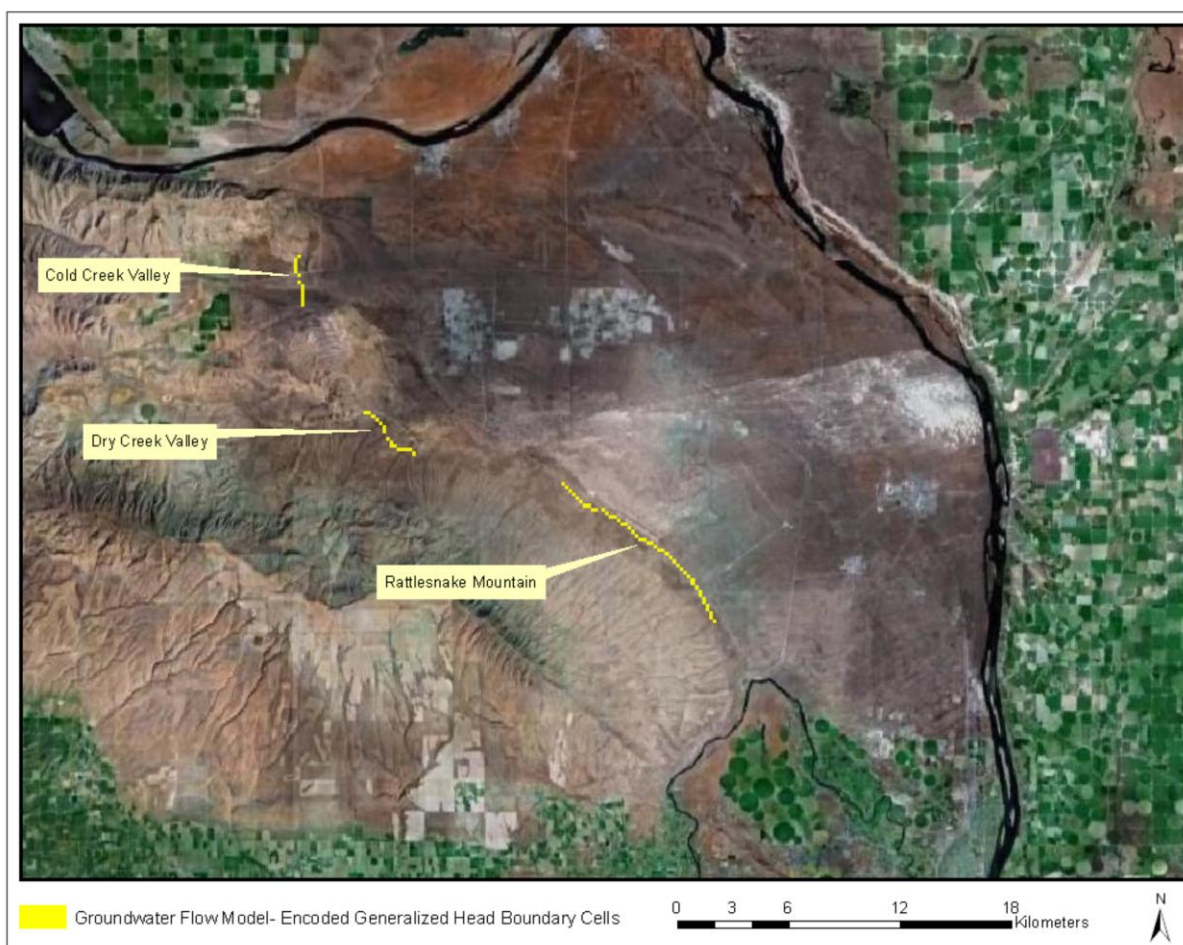 Cold Creek Valley
Dry Creek Valley
Rattlesnake Mountain
Groundwater Flow Model- Encoded Generalized Head Boundary Cells
0 3 6 12 18
Kilometers
N